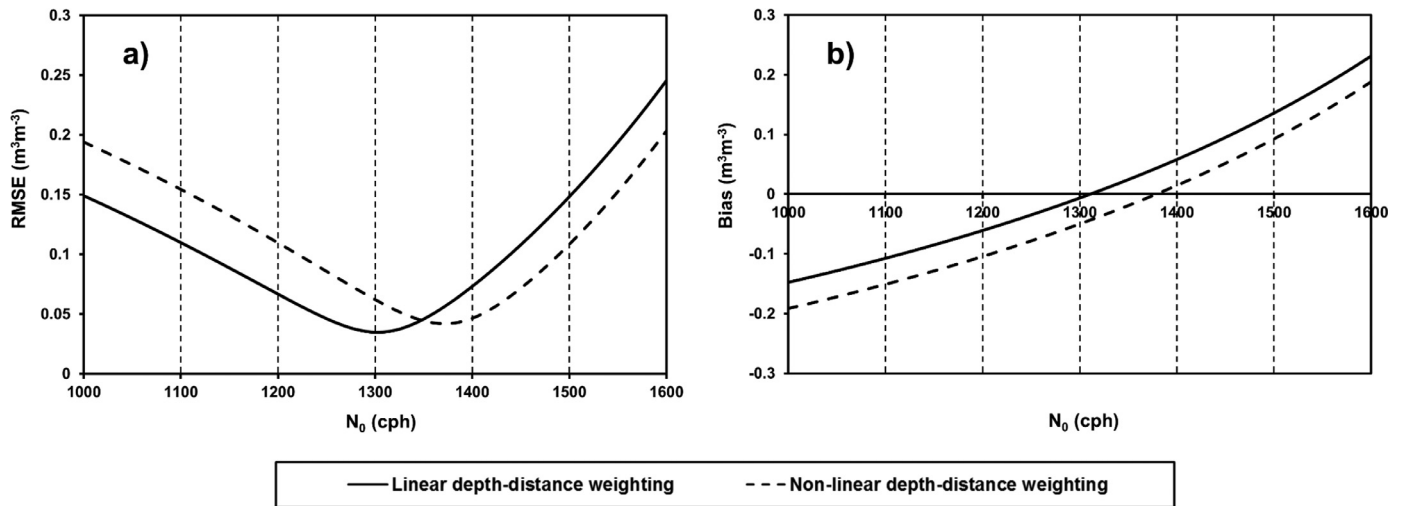 a)
RMSE (m³m⁻³)
0.3
0.25
0.2
0.15
0.1
0.05
0
1000 1100 1200 1300 1400 1500 1600
N₀ (cph)
b)
Bias (m³m⁻³)
0.3
0.2
0.1
0
-0.1
-0.2
-0.3
1000 1100 1200 1300 1400 1500 1600
N₀ (cph)
Linear depth-distance weighting Non-linear depth-distance weighting